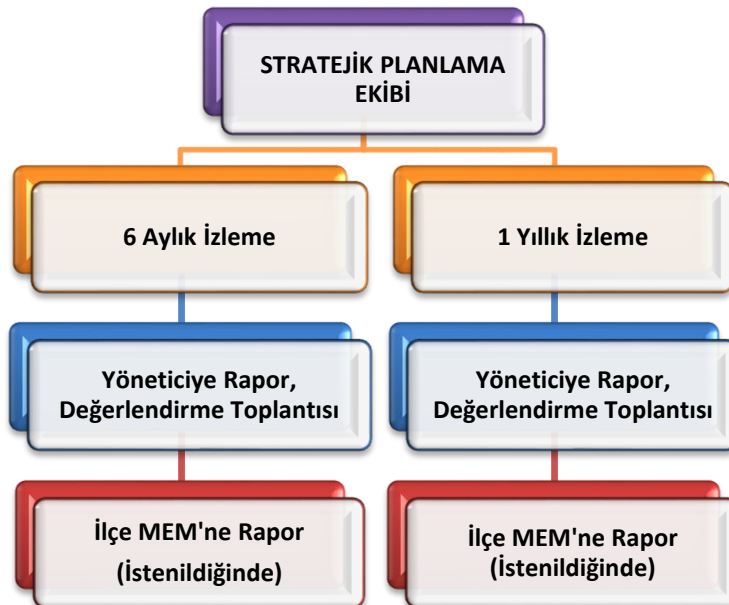 STRATEJİK PLANLAMA
EKİBİ
6 Aylık İzleme
1 Yıllık İzleme
Yöneticiye Rapor,
Değerlendirme Toplantısı
Yöneticiye Rapor,
Değerlendirme Toplantısı
İlçe MEM'ne Rapor
(İstenildiğinde)
İlçe MEM'ne Rapor
(İstenildiğinde)